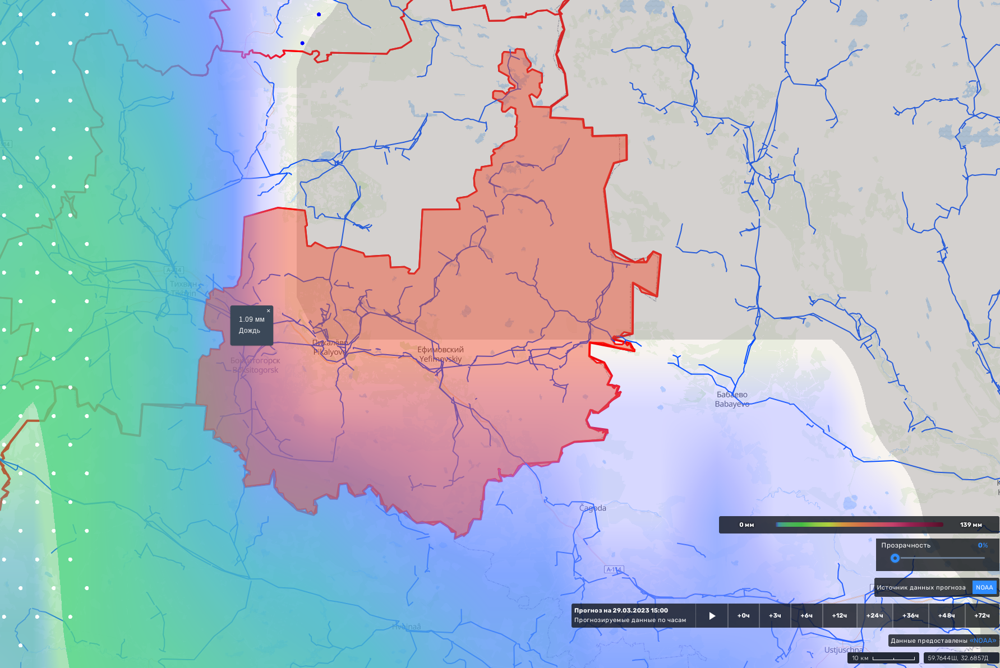 A-114
Тихвин
Tikhvin
×
1.09 мм
Дождь
Пикалёво
Pikalyovo
Ефимовский
Yefimovskiy
Бокситогорск
Boksitogorsk
Бабаево
Babayevo
Čagoda
0 мм
139 мм
Прозрачность
0%
A-114
Источник данных прогноза
NOAA
Прогноз на 29.03.2023 15:00
Прогнозируемые данные по часам
+0ч
+3ч
+6ч
+12ч
+24ч
+36ч
+48ч
+72ч
Hvoinaâ
Данные предоставлены «NOAA»
Ustjuschna
10 км
59.7644Ш, 32.6857Д